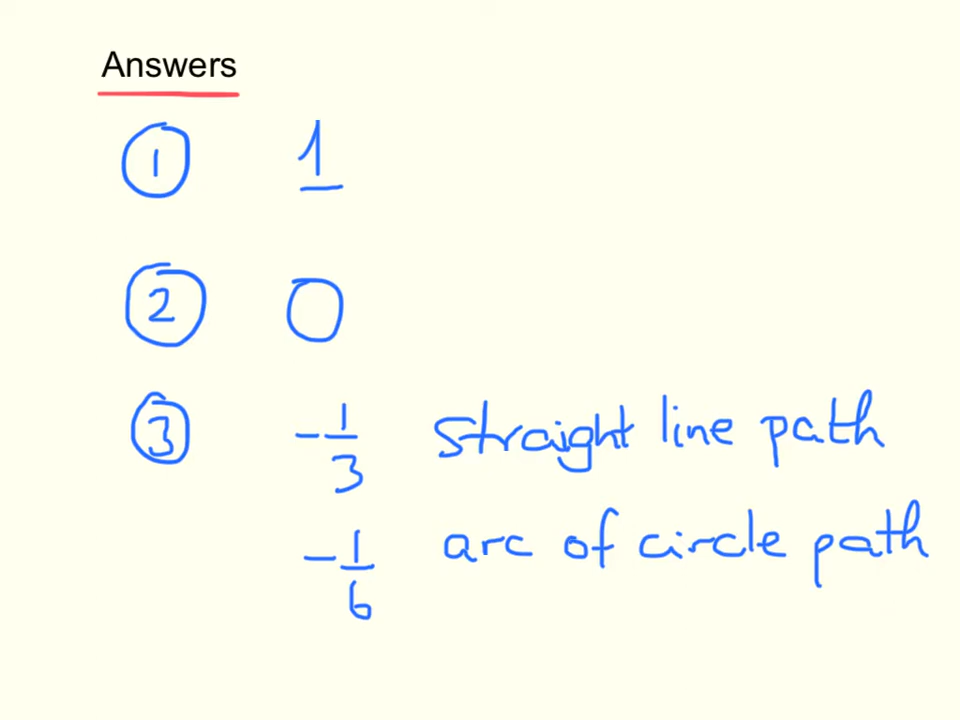 Answers
① 1
② 0
③ -1/3 straight line path
-1/6 arc of circle path